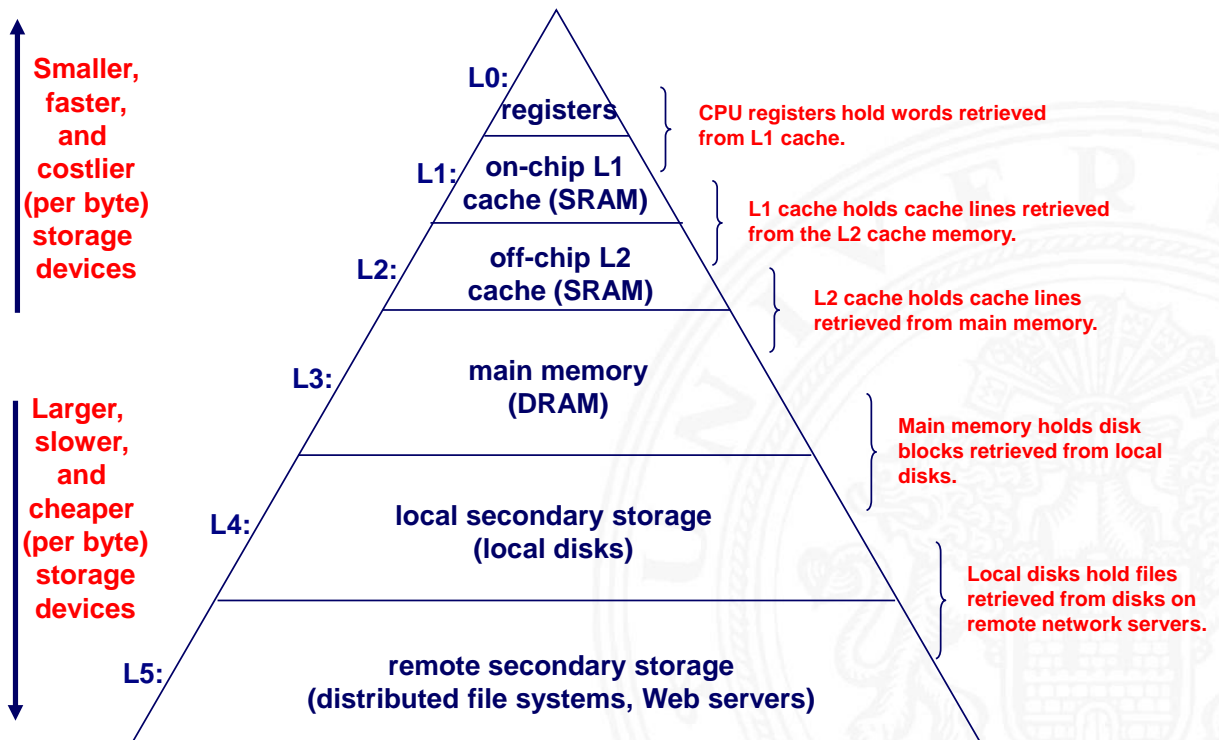 Smaller,
faster,
and
costlier
(per byte)
storage
devices
Larger,
slower,
and
cheaper
(per byte)
storage
devices
L0:
registers
CPU registers hold words retrieved
from L1 cache.
L1:
on-chip L1
cache (SRAM)
L1 cache holds cache lines retrieved
from the L2 cache memory.
L2:
off-chip L2
cache (SRAM)
L2 cache holds cache lines
retrieved from main memory.
L3:
main memory
(DRAM)
Main memory holds disk
blocks retrieved from local
disks.
L4:
local secondary storage
(local disks)
Local disks hold files
retrieved from disks on
remote network servers.
L5:
remote secondary storage
(distributed file systems, Web servers)